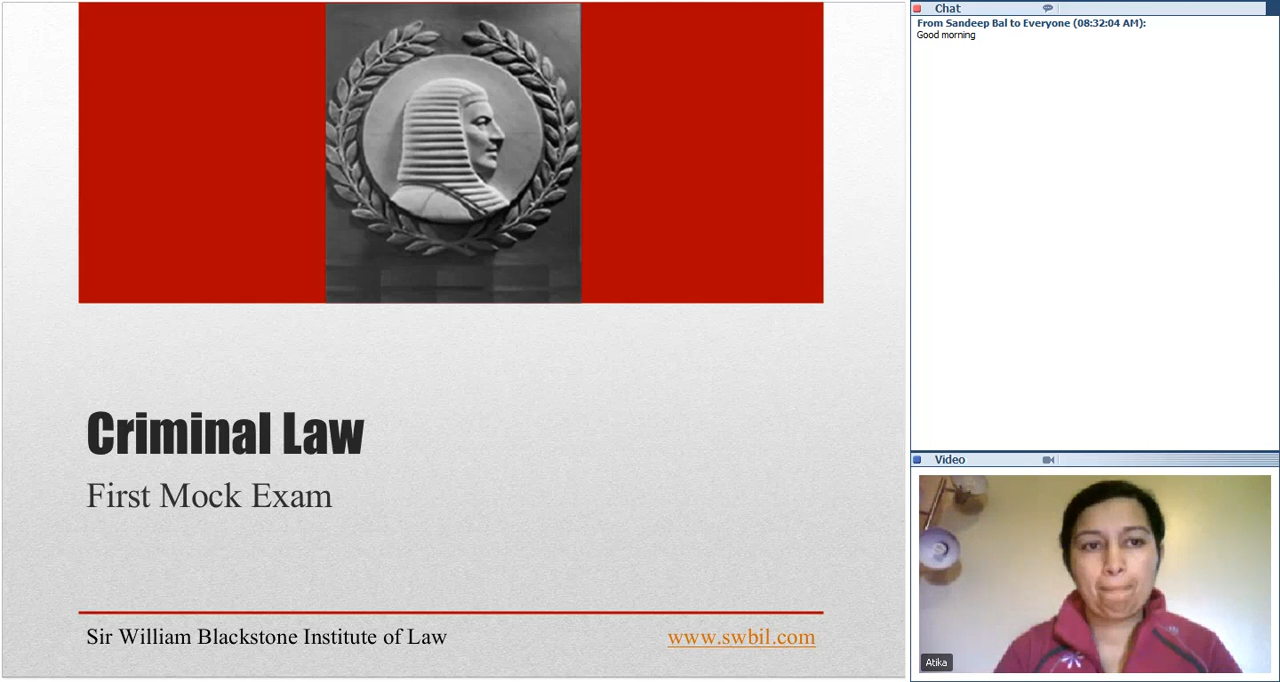 Criminal Law
First Mock Exam
Sir William Blackstone Institute of Law
www.swbil.com
Chat
From Sandeep Bal to Everyone (08:32:04 AM):
Good morning
Video
Atika